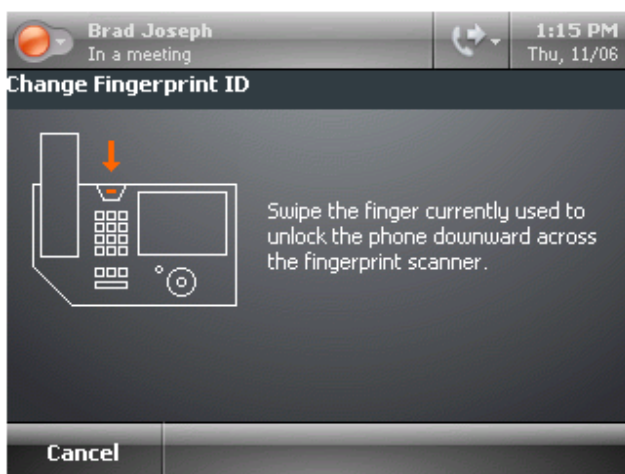 Brad Joseph
1:15 PM
In a meeting
Thu, 11/06
Change Fingerprint ID
Swipe the finger currently used to
unlock the phone downward across
the fingerprint scanner.
Cancel